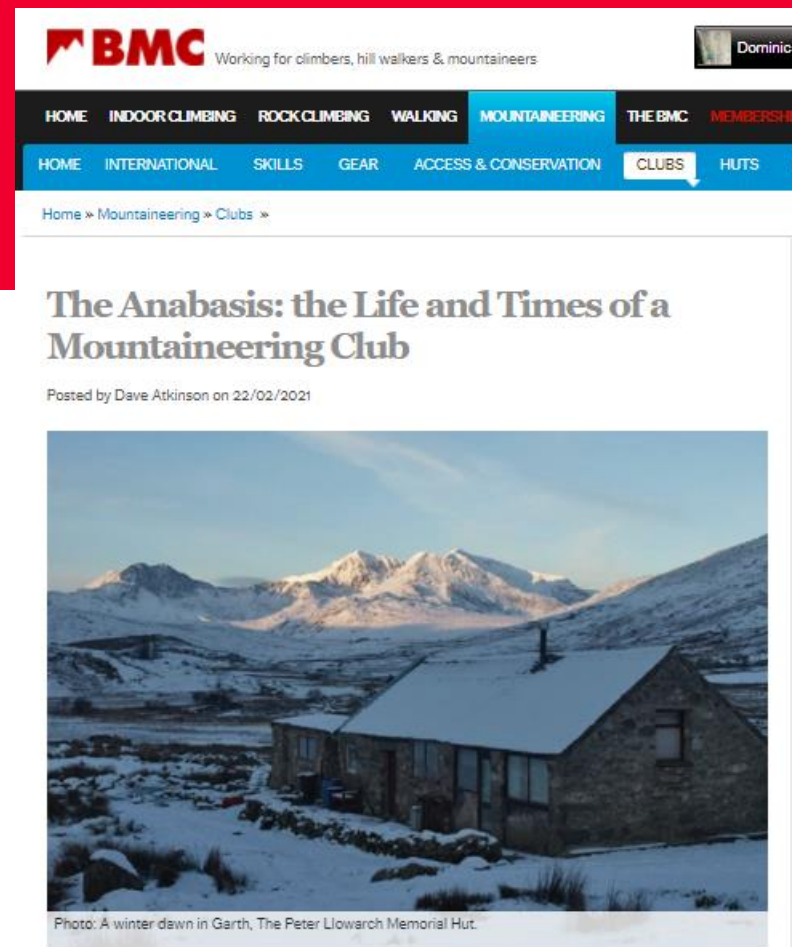 BMC Working for climbers, hill walkers & mountaineers
Dominic
HOME INDOOR CLIMBING ROCK CLIMBING WALKING MOUNTAINEERING THE BMC
HOME INTERNATIONAL SKILLS GEAR ACCESS & CONSERVATION CLUBS HUTS
Home » Mountaineering » Clubs »
The Anabasis: the Life and Times of a
Mountaineering Club
Posted by Dave Atkinson on 22/02/2021
Photo: A winter dawn in Garth, The Peter Llowarch Memorial Hut.